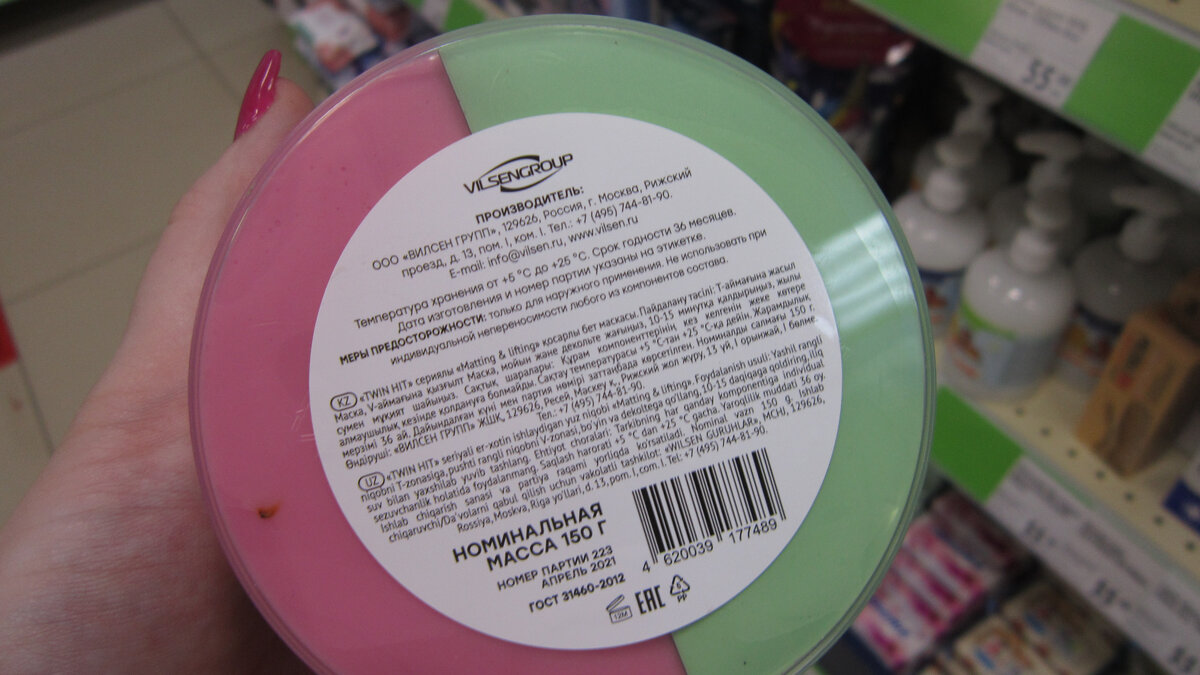 VILSENGROUP
ПРОИЗВОДИТЕЛЬ:
ООО «ВИЛСЕН ГРУПП», 129626, Россия, г. Москва, Рижский
проезд, д. 13, пом. I, ком. I. Тел.: +7 (495) 744-81-90.
E-mail: info@vilsen.ru, www.vilsen.ru
Температура хранения от +5 °С до +25 °С. Срок годности 36 месяцев.
Дата изготовления и номер партии указаны на этикетке.
МЕРЫ ПРЕДОСТОРОЖНОСТИ: только для наружного применения. Не использовать при
индивидуальной непереносимости любого из компонентов состава.
KZ «TWIN HIT» сериялы «Matting & lifting» қосарлы бет маскасы. Пайдалану тәсілі: Т-аймағына жасыл
Маска, V-аймағына қызғылт Маска, мойын және декольте жағыңыз, 10-15 минутка қалдырыңыз, жылы
сумен мұқият шайыңыз. Сақтық шаралары: Құрам компоненттерінің кез келгенін жеке көтере
алмаушылық кезінде қолдануға болмайды. Сақтау температурасы +5 °С-тан +25 °С-қа дейін. Жарамдылық
мерзімі 36 ай. Дайындалған күні мен партия нөмірі заттаңбада көрсетілген. Номиналды салмағы 150 г.
Өндіруші: «ВИЛСЕН ГРУПП» ЖШҚ, 129626, Ресей, Мәскеу қ., Рижский жол жүру, 13 үй, I орынжай, I бөлме.
Тел.: +7 (495) 744-81-90.
UZ «TWIN HIT» seriyali er-xotin ishlaydigan yuz niqobi «Matting & lifting». Foydalanish usuli: Yashil rangli
niqobni T-zonasiga, pushti rangli niqobni V-zonasi, bo'yin va dekoltega qo'llang, 10-15 daqiqaga qoldiring, iliq
suv bilan yaxshilab yuvib tashlang. Ehtiyot choralari: Tarkibning har qanday komponentiga individual
sezuvchanlik holatida foydalanmang. Saqlash harorati +5 °C dan +25 °C gacha. Yaroqlilik muddati 36 oy.
Ishlab chiqarish sanasi va partiya raqami yorliqda ko'rsatiladi. Nominal vazn 150 g. Ishlab
chiqaruvchi/Da'volarni qabul qilish uchun vakolatli tashkilot: «WILSEN GURUHLAR», MCHJ, 129626,
Rossiya, Moskva, Riga yo'llari, d. 13, pom. I, com. I. Tel: +7 (495) 744-81-90.
НОМИНАЛЬНАЯ
МАССА 150 Г
НОМЕР ПАРТИИ 223
АПРЕЛЬ 2021
ГОСТ 31460-2012
4 620039 177489
12M EAC 5 PP
55